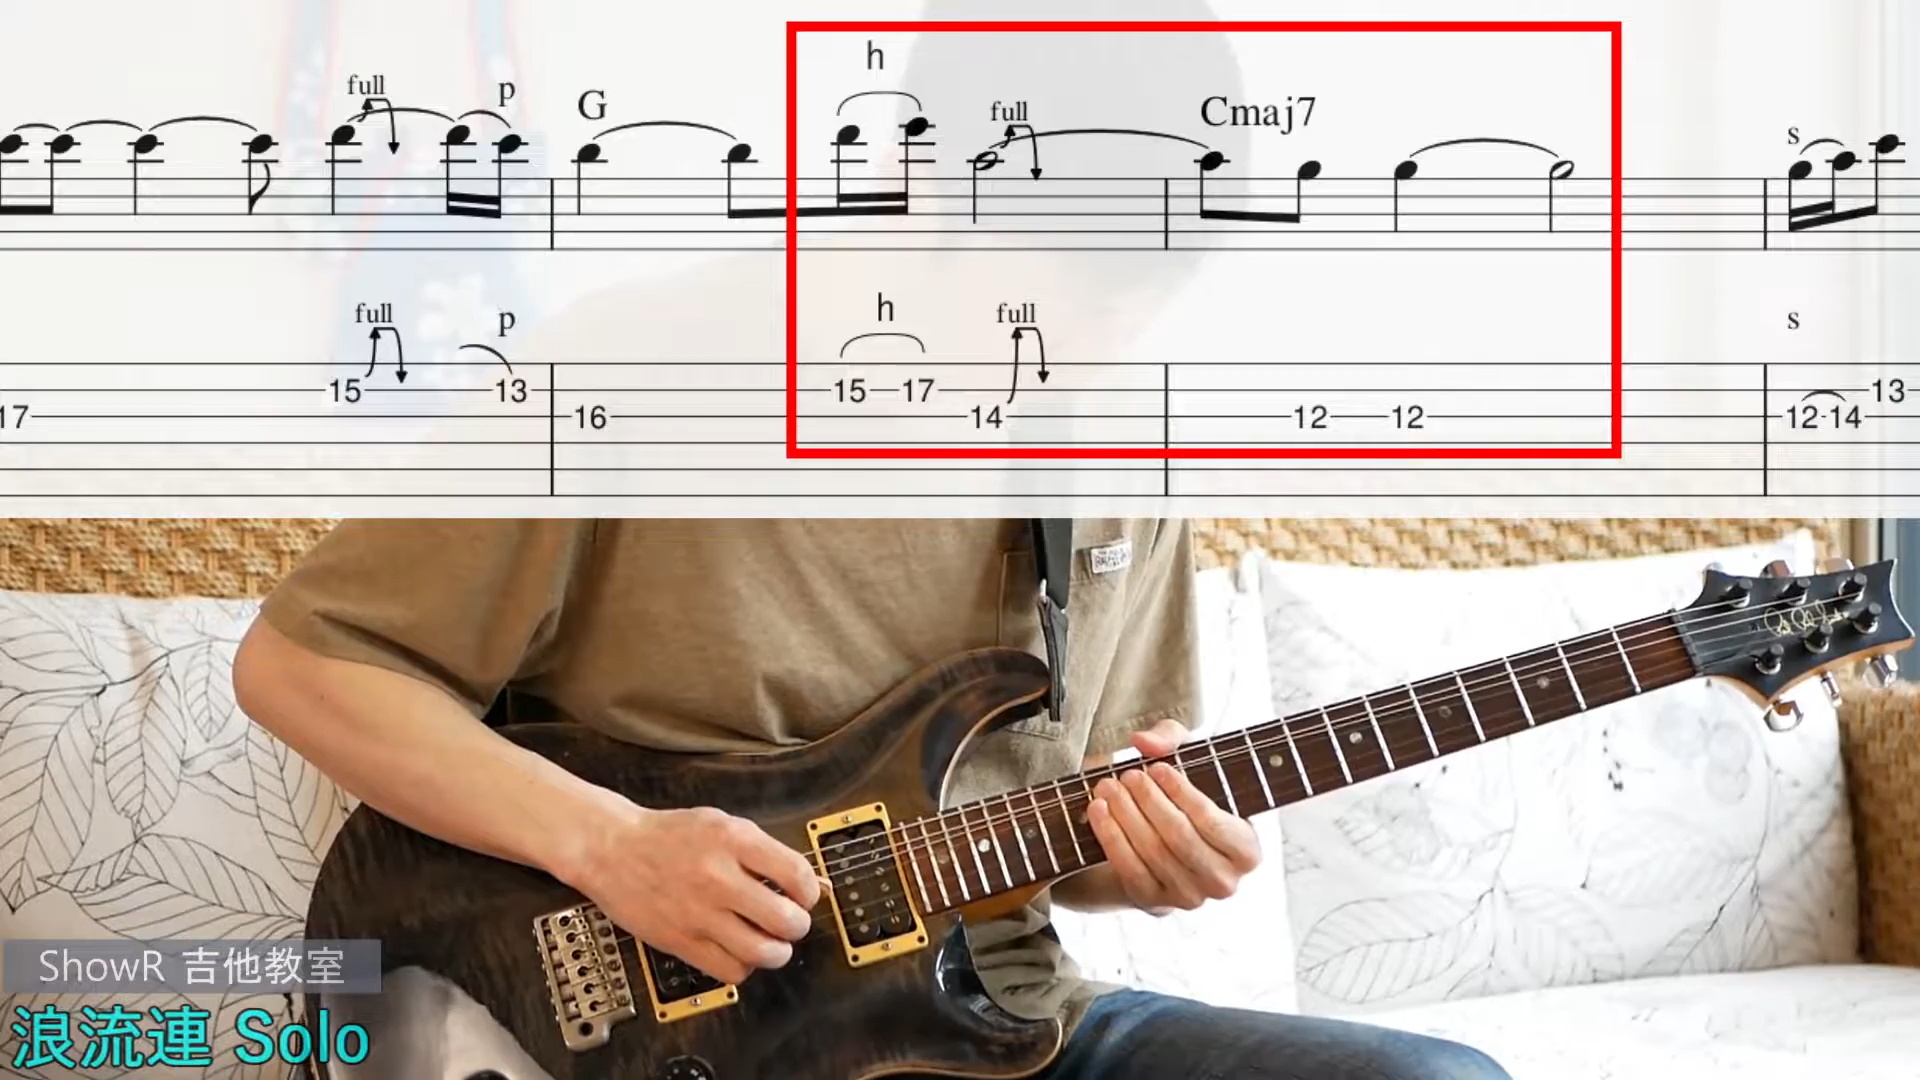 h
full p G full Cmaj7 s
full p h full s
15 13 15 17 13
17 16 14 12 12 12 14
ShowR 吉他教室
浪流連 Solo